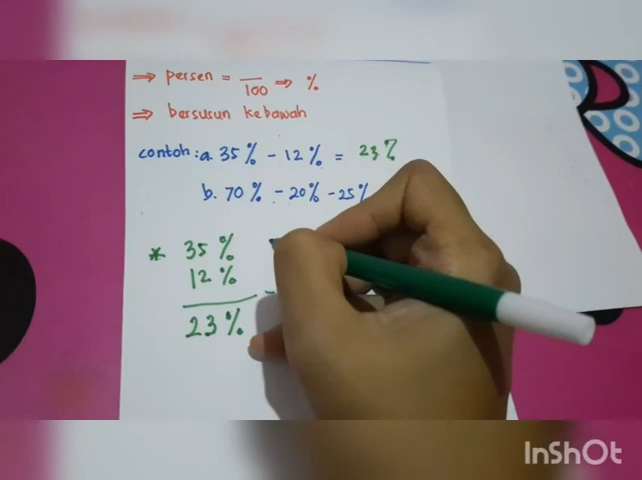 ⇒ persen = — / 100 ⇒ %
⇒ bersusun kebawah
contoh: a. 35% - 12% = 23%
b. 70% - 20% - 25%
* 35%
12%
23%
InShOt